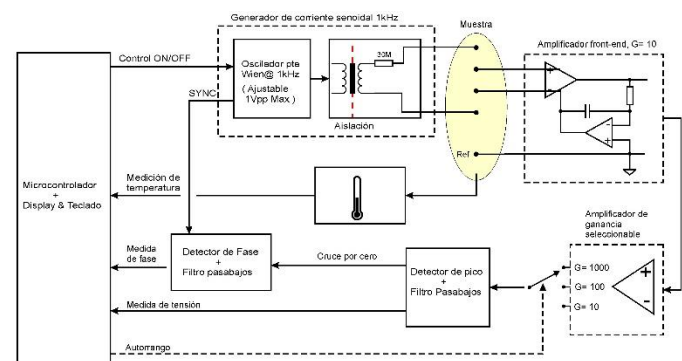 Generador de corriente senoidal 1kHz
Control ON/OFF
Oscilador pte
Wien@ 1kHz
( Ajustable
1Vpp Max )
SYNC
30M
Aislación
Muestra
Ref
Amplificador front-end, G= 10
+
-
-
+
Microcontrolador
+
Display & Teclado
Medición de
temperatura
Medida
de fase
Detector de Fase
+
Filtro pasabajos
Cruce por cero
Detector de pico
+
Filtro Pasabajos
Medida de tensión
Autorrango
Amplificador de
ganancia
seleccionable
G= 1000
G= 100
G= 10
+
-